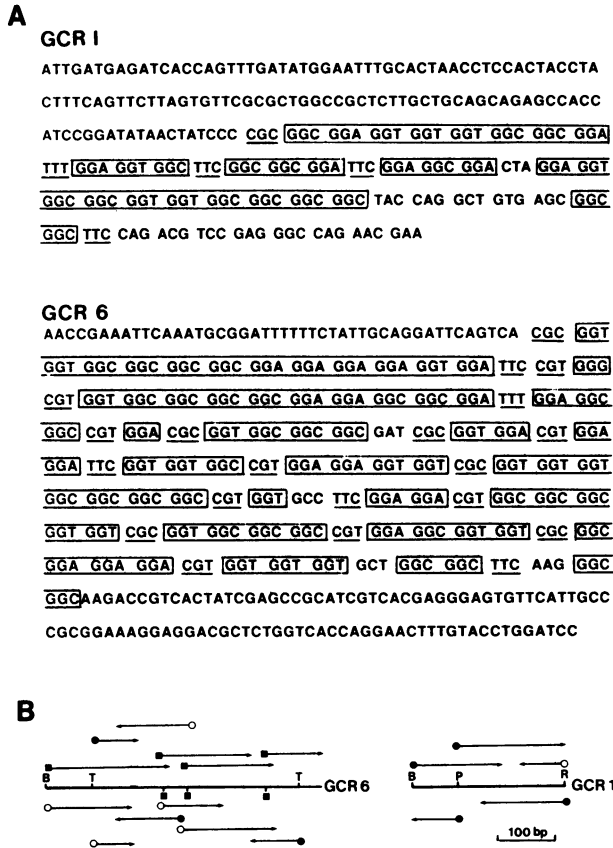 A
GCR I
ATTGATGAGATCACCAGTTTGATATGGAATTTGCACTAACCTCCACTACCTA
CTTTCAGTTCTTAGTGTTCGCGCTGGCCGCTCTTGCTGCAGCAGAGCCACC
ATCCGGATATAACTATCCC CGC GGC GGA GGT GGT GGT GGC GGC GGA
TTT GGA GGT GGC TTC GGC GGC GGA TTC GGA GGC GGA CTA GGA GGT
GGC GGC GGT GGT GGC GGC GGC GGC TAC CAG GCT GTG AGC GGC
GGC TTC CAG ACG TCC GAG GGC CAG AAC GAA
GCR 6
AACCGAAATTCAAATGCGGATTTTTTCTATTGCAGGATTCAGTCA CGC GGT
GGT GGC GGC GGC GGC GGA GGA GGA GGA GGT GGA TTC CGT GGG
CGT GGT GGC GGC GGC GGC GGA GGA GGC GGC GGA TTT GGA GGC
GGC CGT GGA CGC GGT GGC GGC GGC GAT CGC GGT GGA CGT GGA
GGA TTC GGT GGT GGC CGT GGA GGA GGT GGT CGC GGT GGT GGT
GGC GGC GGC GGC CGT GGT GCC TTC GGA GGA CGT GGC GGC GGC
GGT GGT CGC GGT GGC GGC GGC CGT GGA GGC GGT GGT CGC GGC
GGA GGA GGA CGT GGT GGT GGT GCT GGC GGC TTC AAG GGC
GGCAAGACCGTCACTATCGAGCCGCATCGTCACGAGGGAGTGTTCATTGCC
CGCGGAAAGGAGGACGCTCTGGTCACCAGGAACTTTGTACCTGGATCC
B
B T T GCR 6
B P R GCR 1
100 bp